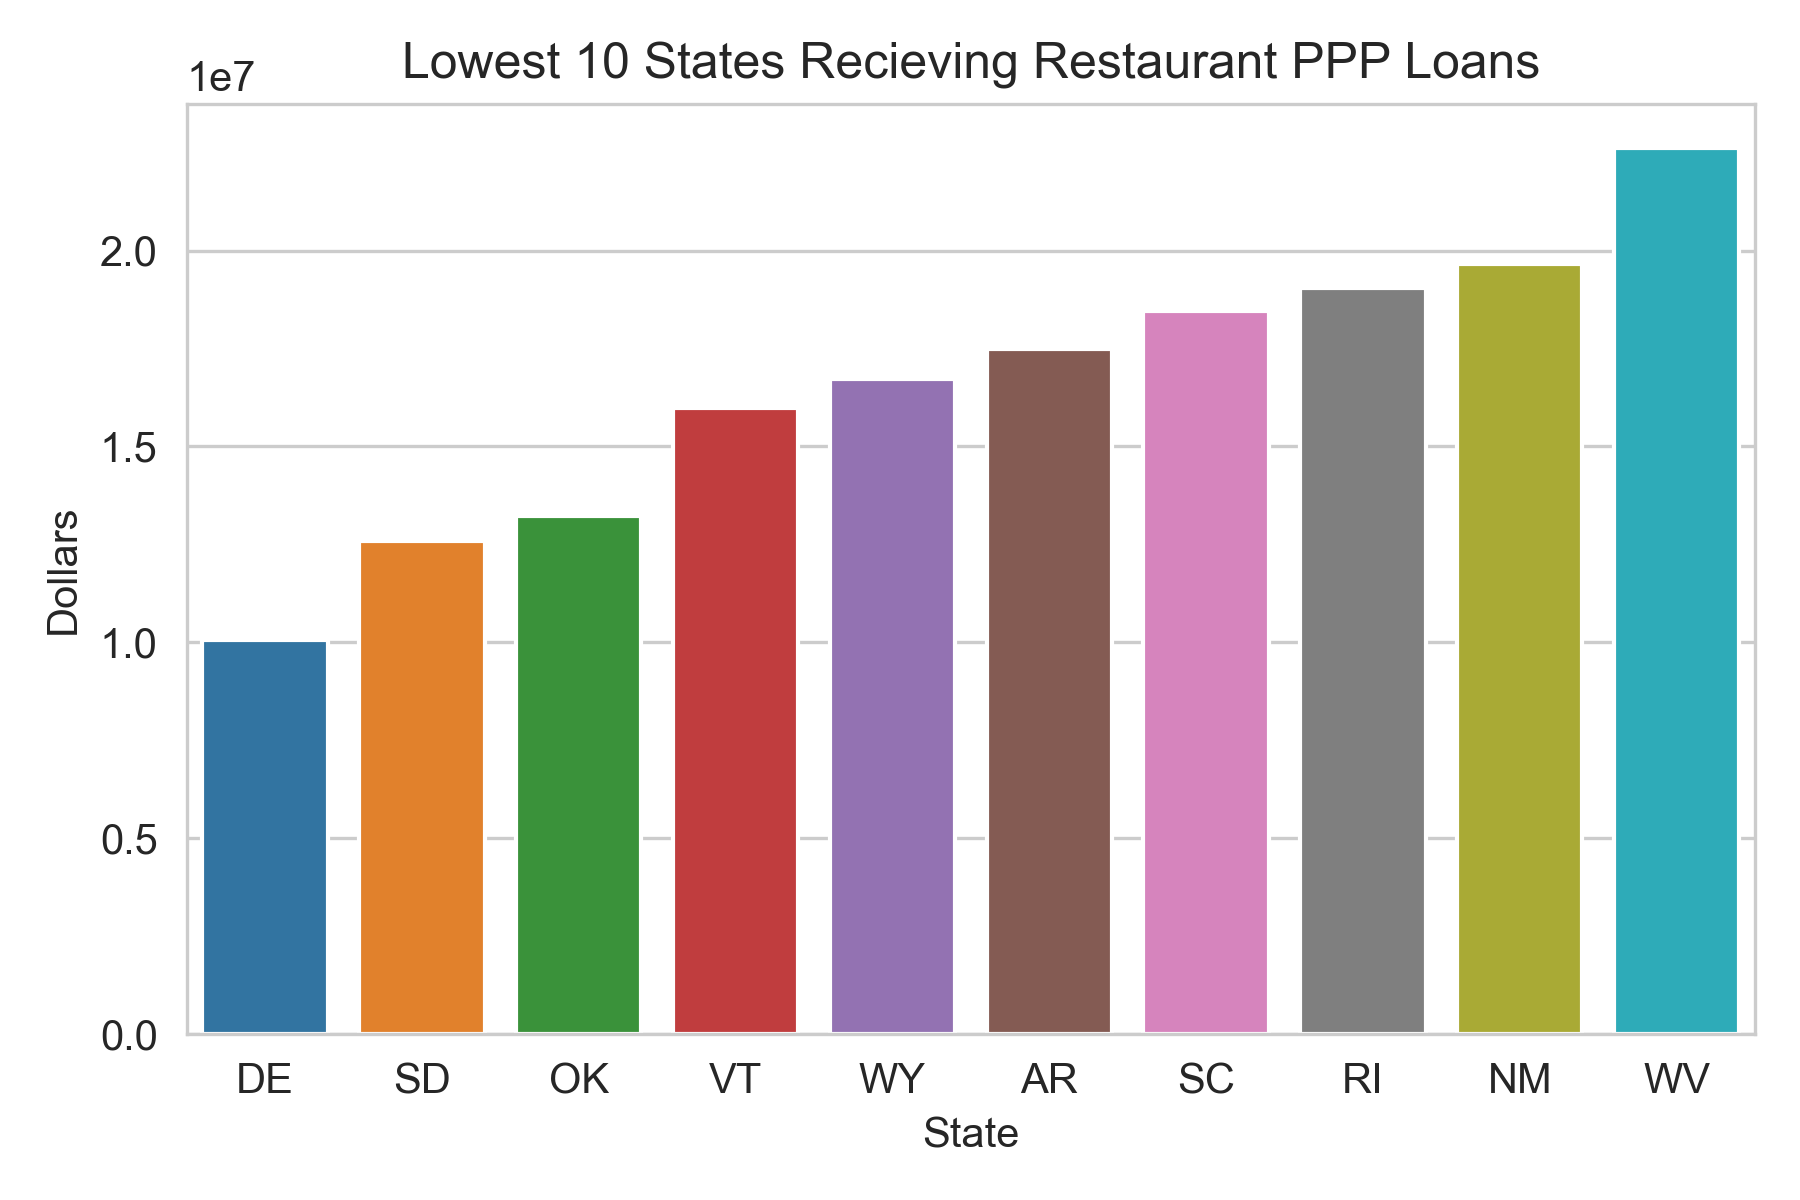 Lowest 10 States Recieving Restaurant PPP Loans
1e7
2.0
1.5
1.0
0.5
0.0
Dollars
DE SD OK VT WY AR SC RI NM WV
State